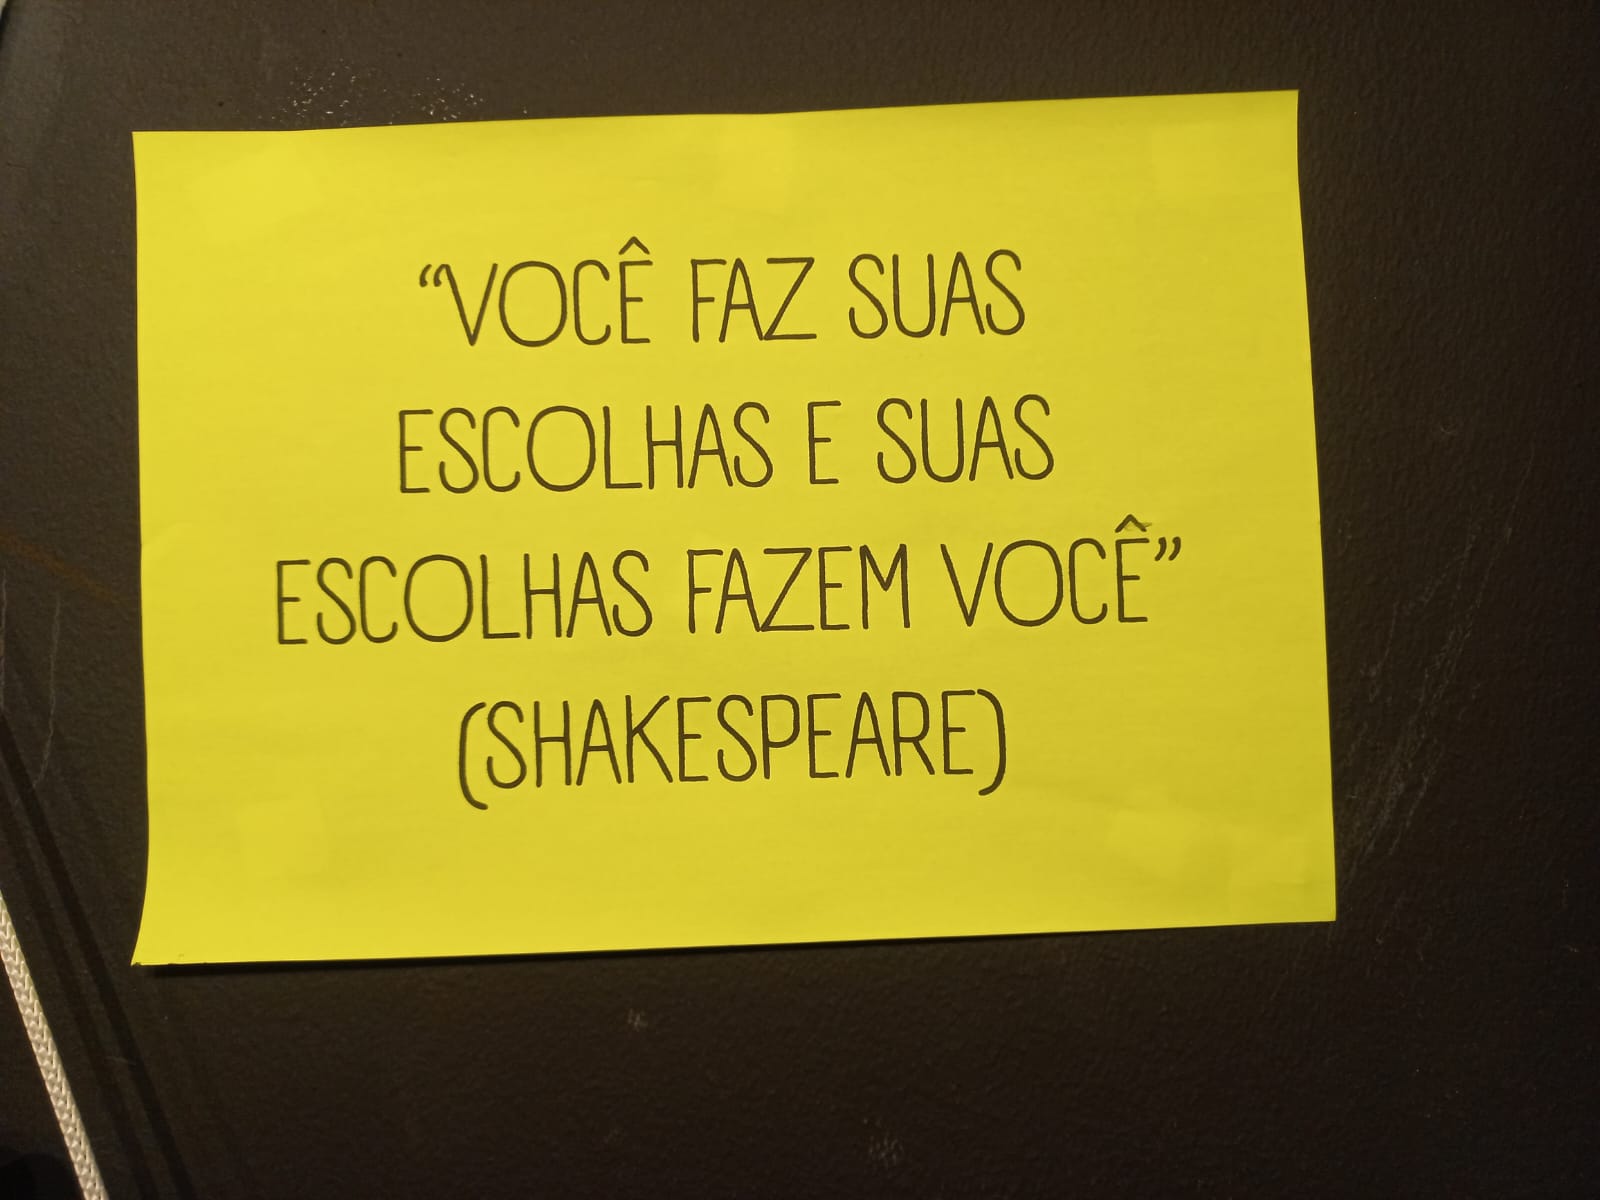 “VOCÊ FAZ SUAS
ESCOLHAS E SUAS
ESCOLHAS FAZEM VOCÊ”
(SHAKESPEARE)